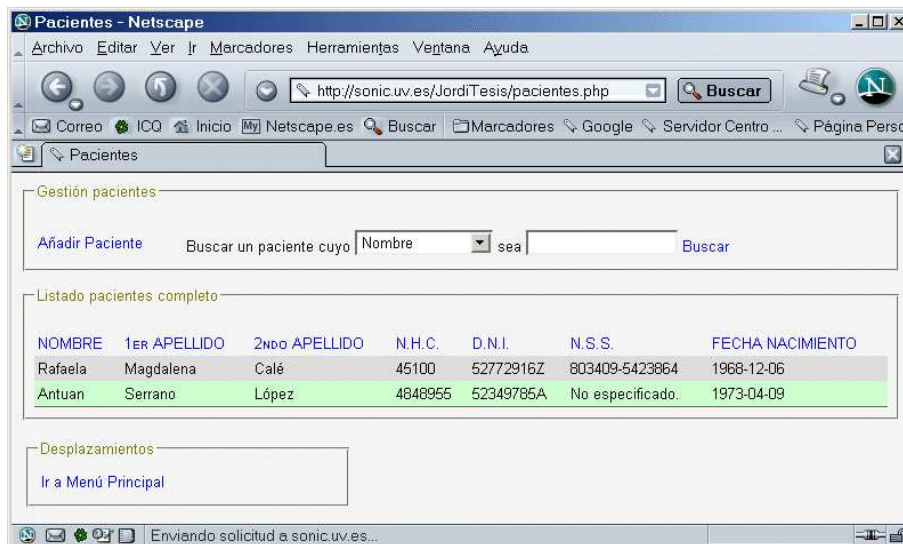 Pacientes - Netscape
Archivo Editar Ver Ir Marcadores Herramientas Ventana Ayuda
http://sonic.uv.es/JordiTesis/pacientes.php Buscar N
Correo ICQ Inicio My Netscape.es Buscar Marcadores Google Servidor Centro ... Página Perso
Pacientes
Gestión pacientes
Añadir Paciente Buscar un paciente cuyo Nombre sea Buscar
Listado pacientes completo
NOMBRE 1ER APELLIDO 2NDO APELLIDO N.H.C. D.N.I. N.S.S. FECHA NACIMIENTO
Rafaela Magdalena Calé 45100 52772916Z 803409-5423864 1968-12-06
Antuan Serrano López 4848955 52349785A No especificado. 1973-04-09
Desplazamientos
Ir a Menú Principal
Enviando solicitud a sonic.uv.es...